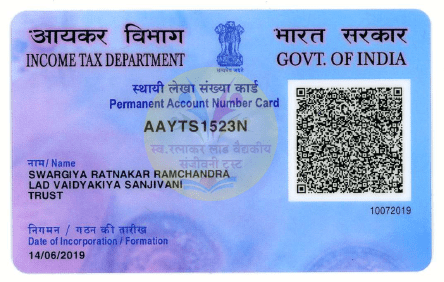 आयकर विभाग
INCOME TAX DEPARTMENT
सत्यमेव जयते
भारत सरकार
GOVT. OF INDIA
स्थायी लेखा संख्या कार्ड
Permanent Account Number Card
AAYTS1523N
स्व. रत्नाकर लाड वैद्यकीय
संजीवनी ट्रस्ट
नाम/ Name
SWARGIYA RATNAKAR RAMCHANDRA
LAD VAIDYAKIYA SANJIVANI
TRUST
10072019
निगमन / गठन की तारीख
Date of Incorporation / Formation
14/06/2019